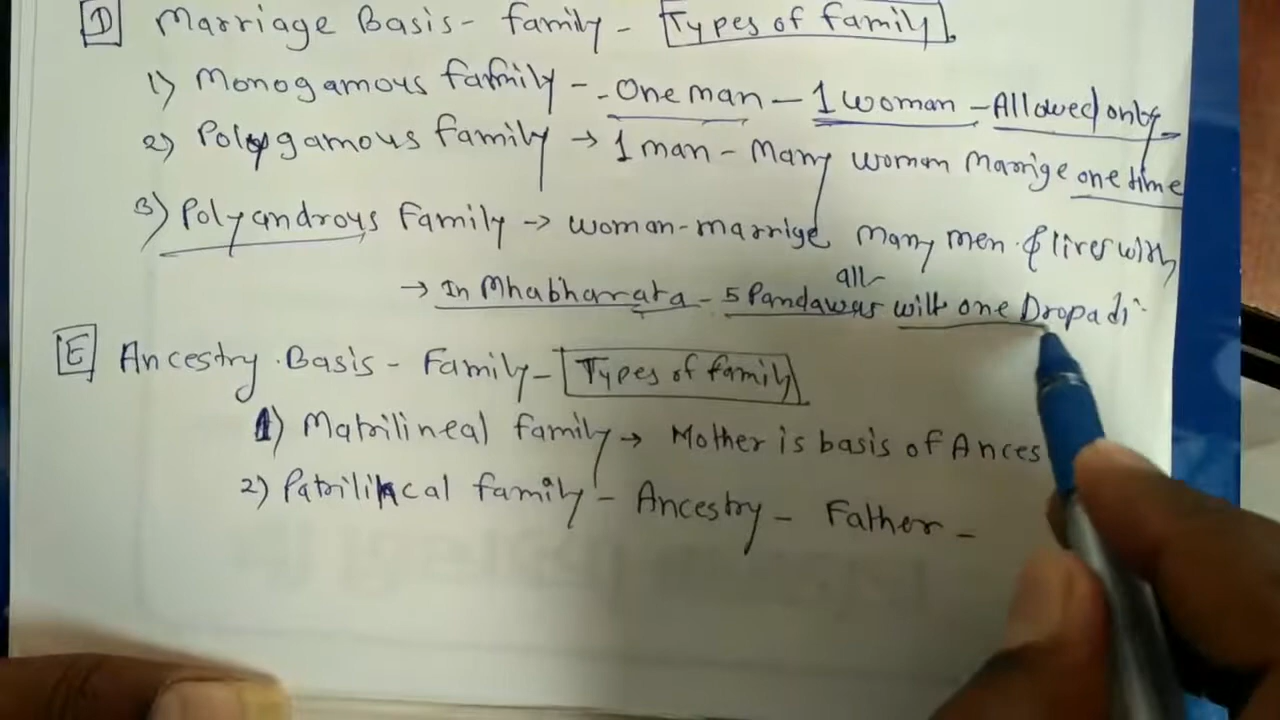 D Marriage Basis - family - Types of family.
1) Monogamous family - - One man - 1 woman - Allowed only
2) Polygamous family → 1 man - Many woman Marrige one time
3) Polyandrous Family → woman - marrige many men & lives with all
→ In Mhabharata - 5 Pandawas with one Dropadi
E Ancestry Basis - Family - Types of family
1) Matrilineal family → Mother is basis of Ances
2) Patrilineal family - Ancestry - Father -